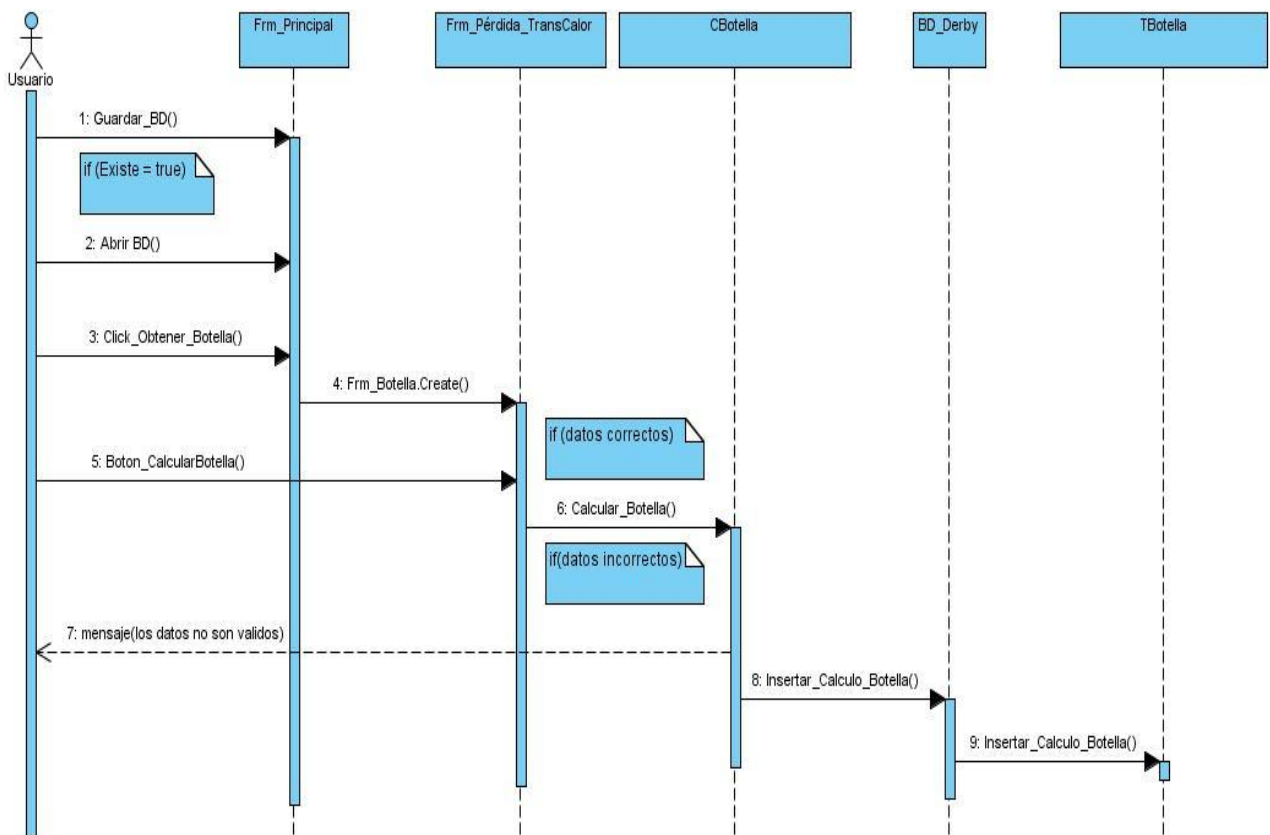 Frm_Principal
Frm_Pérdida_TransCalor
CBotella
BD_Derby
TBotella
Usuario
1: Guardar_BD()
if (Existe = true)
2: Abrir BD()
3: Click_Obtener_Botella()
4: Frm_Botella.Create()
if (datos correctos)
5: Boton_CalcularBotella()
6: Calcular_Botella()
if(datos incorrectos)
7: mensaje(los datos no son validos)
8: Insertar_Calculo_Botella()
9: Insertar_Calculo_Botella()